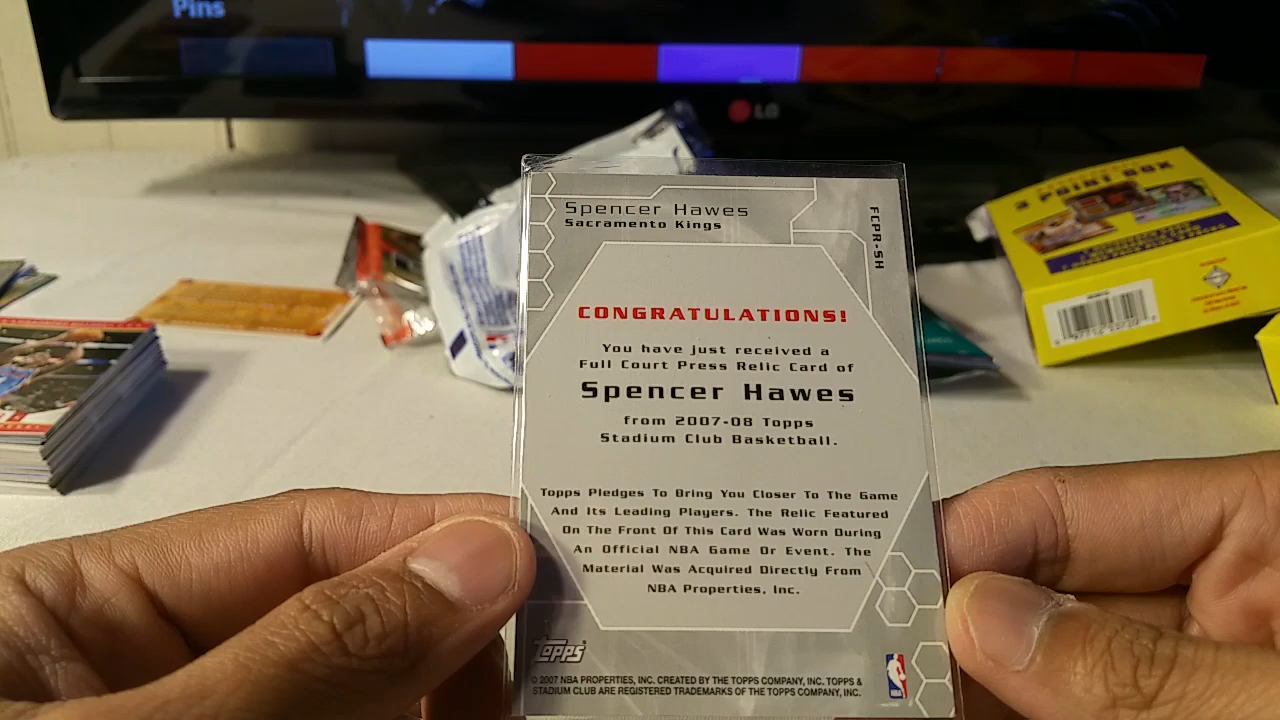 Pins
LG
3 POINT BOX
Spencer Hawes
Sacramento Kings
FCPR-SH
CONGRATULATIONS!
You have just received a
Full Court Press Relic Card of
Spencer Hawes
from 2007-08 Topps
Stadium Club Basketball.
Topps Pledges To Bring You Closer To The Game
And Its Leading Players. The Relic Featured
On The Front Of This Card Was Worn During
An Official NBA Game Or Event. The
Material Was Acquired Directly From
NBA Properties, Inc.
Topps
© 2007 NBA PROPERTIES, INC. CREATED BY THE TOPPS COMPANY, INC. TOPPS &
STADIUM CLUB ARE REGISTERED TRADEMARKS OF THE TOPPS COMPANY, INC.
NBA